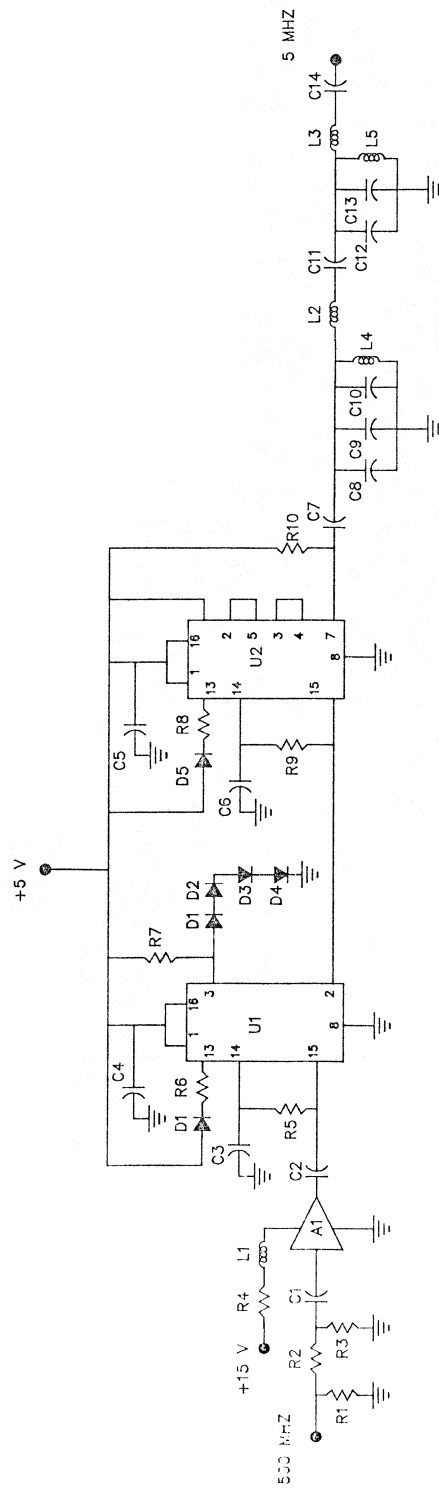 +5 V
C4
C5
R7
1
16
1
16
R6
D1
13
U1
3
D1
D2
D3
D4
R8
D5
13
U2
2
5
3
4
R10
C3
14
C6
14
R5
15
2
8
R9
15
7
8
+15 V
R4
L1
500 MHZ
R1
R2
R3
C1
A1
C2
C7
C8
C9
C10
L4
L2
C11
C12
C13
L5
L3
C14
5 MHZ